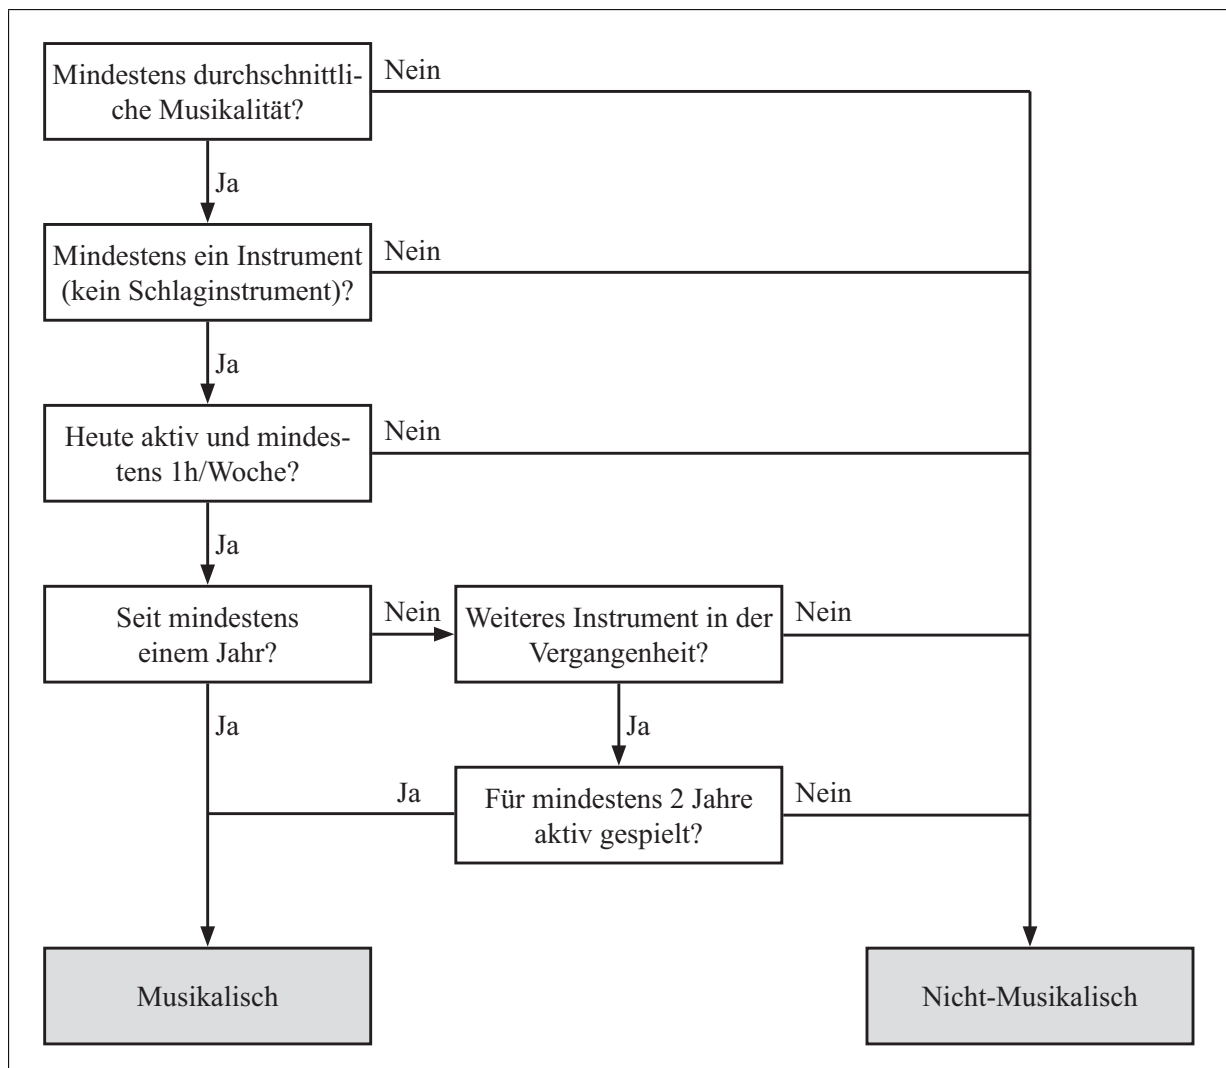 Mindestens durchschnittli-
che Musikalität?
Nein
Ja
Mindestens ein Instrument
(kein Schlaginstrument)?
Nein
Ja
Heute aktiv und mindes-
tens 1h/Woche?
Nein
Ja
Seit mindestens
einem Jahr?
Nein
Weiteres Instrument in der
Vergangenheit?
Nein
Ja
Ja
Ja
Für mindestens 2 Jahre
aktiv gespielt?
Nein
Musikalisch
Nicht-Musikalisch